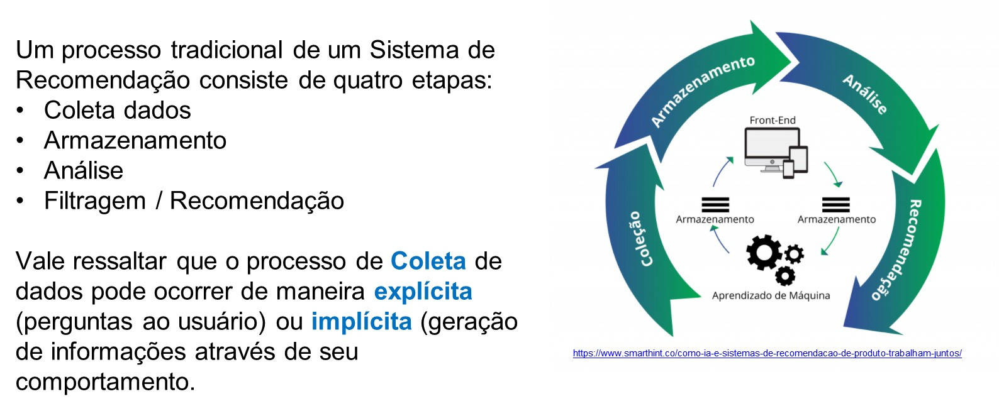 Um processo tradicional de um Sistema de
Recomendação consiste de quatro etapas:
• Coleta dados
• Armazenamento
• Análise
• Filtragem / Recomendação
Vale ressaltar que o processo de Coleta de
dados pode ocorrer de maneira explícita
(perguntas ao usuário) ou implícita (geração
de informações através de seu
comportamento.
Coleção
Armazenamento
Análise
Recomendação
Front-End
Armazenamento
Armazenamento
Aprendizado de Máquina
https://www.smarthint.co/como-ia-e-sistemas-de-recomendacao-de-produto-trabalham-juntos/